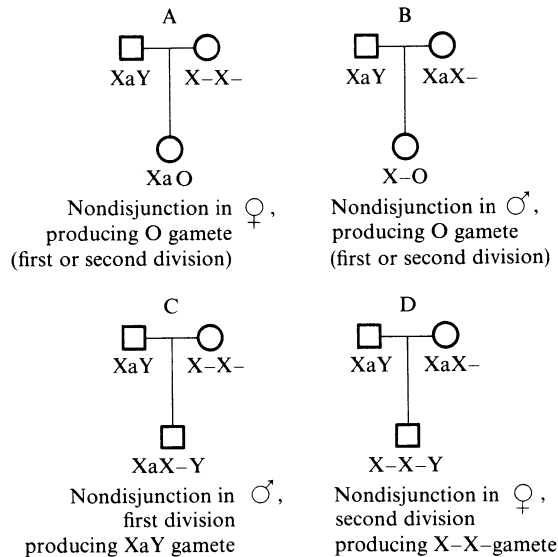 A
XaY X–X–
XaO
Nondisjunction in ♀,
producing O gamete
(first or second division)
B
XaY XaX–
X–O
Nondisjunction in ♂,
producing O gamete
(first or second division)
C
XaY X–X–
XaX–Y
Nondisjunction in ♂,
first division
producing XaY gamete
D
XaY XaX–
X–X–Y
Nondisjunction in ♀,
second division
producing X–X–gamete